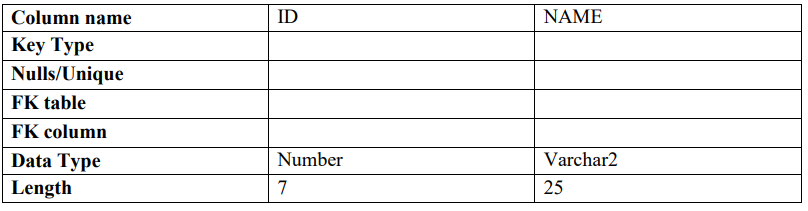 Column name ID NAME
Key Type
Nulls/Unique
FK table
FK column
Data Type Number Varchar2
Length 7 25